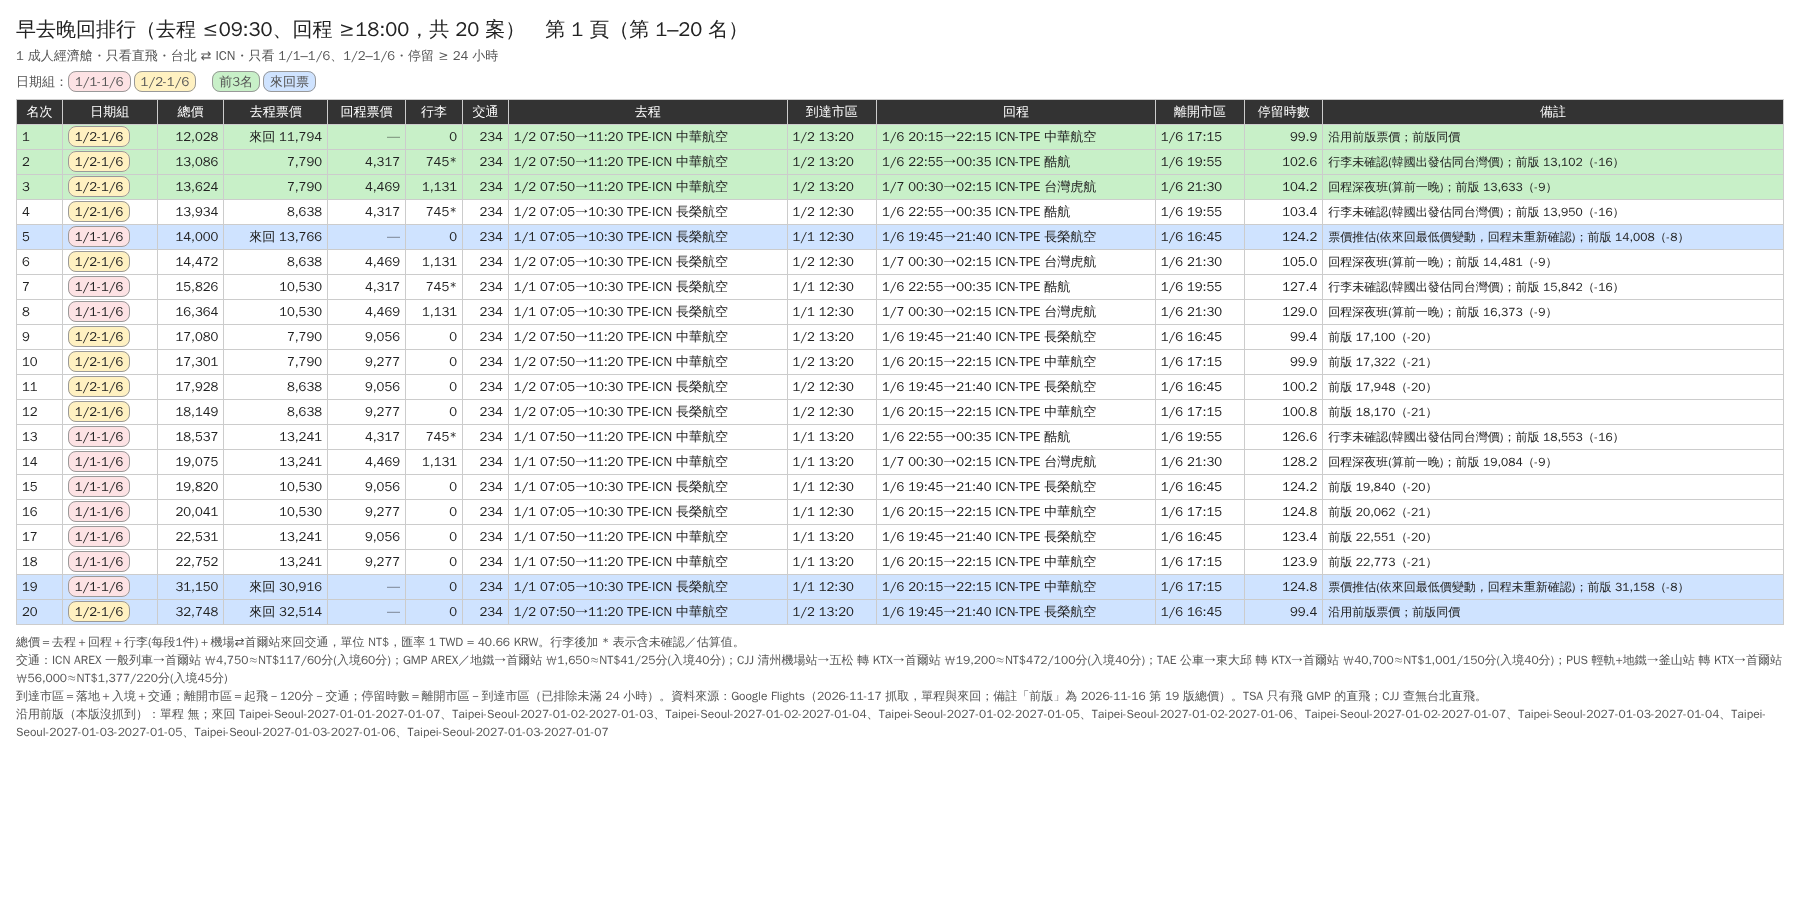 早去晚回排行（去程 ≤09:30、回程 ≥18:00，共 20 案）　第 1 頁（第 1–20 名）
1 成人經濟艙・只看直飛・台北 ⇄ ICN・只看 1/1–1/6、1/2–1/6・停留 ≥ 24 小時
日期組： 1/1-1/6 1/2-1/6 前3名 來回票
名次 日期組 總價 去程票價 回程票價 行李 交通 去程 到達市區 回程 離開市區 停留時數 備註
1 1/2-1/6 12,028 來回 11,794 — 0 234 1/2 07:50→11:20 TPE-ICN 中華航空 1/2 13:20 1/6 20:15→22:15 ICN-TPE 中華航空 1/6 17:15 99.9 沿用前版票價；前版同價
2 1/2-1/6 13,086 7,790 4,317 745* 234 1/2 07:50→11:20 TPE-ICN 中華航空 1/2 13:20 1/6 22:55→00:35 ICN-TPE 酷航 1/6 19:55 102.6 行李未確認(韓國出發估同台灣價)；前版 13,102（-16）
3 1/2-1/6 13,624 7,790 4,469 1,131 234 1/2 07:50→11:20 TPE-ICN 中華航空 1/2 13:20 1/7 00:30→02:15 ICN-TPE 台灣虎航 1/6 21:30 104.2 回程深夜班(算前一晚)；前版 13,633（-9）
4 1/2-1/6 13,934 8,638 4,317 745* 234 1/2 07:05→10:30 TPE-ICN 長榮航空 1/2 12:30 1/6 22:55→00:35 ICN-TPE 酷航 1/6 19:55 103.4 行李未確認(韓國出發估同台灣價)；前版 13,950（-16）
5 1/1-1/6 14,000 來回 13,766 — 0 234 1/1 07:05→10:30 TPE-ICN 長榮航空 1/1 12:30 1/6 19:45→21:40 ICN-TPE 長榮航空 1/6 16:45 124.2 票價推估(依來回最低價變動，回程未重新確認)；前版 14,008（-8）
6 1/2-1/6 14,472 8,638 4,469 1,131 234 1/2 07:05→10:30 TPE-ICN 長榮航空 1/2 12:30 1/7 00:30→02:15 ICN-TPE 台灣虎航 1/6 21:30 105.0 回程深夜班(算前一晚)；前版 14,481（-9）
7 1/1-1/6 15,826 10,530 4,317 745* 234 1/1 07:05→10:30 TPE-ICN 長榮航空 1/1 12:30 1/6 22:55→00:35 ICN-TPE 酷航 1/6 19:55 127.4 行李未確認(韓國出發估同台灣價)；前版 15,842（-16）
8 1/1-1/6 16,364 10,530 4,469 1,131 234 1/1 07:05→10:30 TPE-ICN 長榮航空 1/1 12:30 1/7 00:30→02:15 ICN-TPE 台灣虎航 1/6 21:30 129.0 回程深夜班(算前一晚)；前版 16,373（-9）
9 1/2-1/6 17,080 7,790 9,056 0 234 1/2 07:50→11:20 TPE-ICN 中華航空 1/2 13:20 1/6 19:45→21:40 ICN-TPE 長榮航空 1/6 16:45 99.4 前版 17,100（-20）
10 1/2-1/6 17,301 7,790 9,277 0 234 1/2 07:50→11:20 TPE-ICN 中華航空 1/2 13:20 1/6 20:15→22:15 ICN-TPE 中華航空 1/6 17:15 99.9 前版 17,322（-21）
11 1/2-1/6 17,928 8,638 9,056 0 234 1/2 07:05→10:30 TPE-ICN 長榮航空 1/2 12:30 1/6 19:45→21:40 ICN-TPE 長榮航空 1/6 16:45 100.2 前版 17,948（-20）
12 1/2-1/6 18,149 8,638 9,277 0 234 1/2 07:05→10:30 TPE-ICN 長榮航空 1/2 12:30 1/6 20:15→22:15 ICN-TPE 中華航空 1/6 17:15 100.8 前版 18,170（-21）
13 1/1-1/6 18,537 13,241 4,317 745* 234 1/1 07:50→11:20 TPE-ICN 中華航空 1/1 13:20 1/6 22:55→00:35 ICN-TPE 酷航 1/6 19:55 126.6 行李未確認(韓國出發估同台灣價)；前版 18,553（-16）
14 1/1-1/6 19,075 13,241 4,469 1,131 234 1/1 07:50→11:20 TPE-ICN 中華航空 1/1 13:20 1/7 00:30→02:15 ICN-TPE 台灣虎航 1/6 21:30 128.2 回程深夜班(算前一晚)；前版 19,084（-9）
15 1/1-1/6 19,820 10,530 9,056 0 234 1/1 07:05→10:30 TPE-ICN 長榮航空 1/1 12:30 1/6 19:45→21:40 ICN-TPE 長榮航空 1/6 16:45 124.2 前版 19,840（-20）
16 1/1-1/6 20,041 10,530 9,277 0 234 1/1 07:05→10:30 TPE-ICN 長榮航空 1/1 12:30 1/6 20:15→22:15 ICN-TPE 中華航空 1/6 17:15 124.8 前版 20,062（-21）
17 1/1-1/6 22,531 13,241 9,056 0 234 1/1 07:50→11:20 TPE-ICN 中華航空 1/1 13:20 1/6 19:45→21:40 ICN-TPE 長榮航空 1/6 16:45 123.4 前版 22,551（-20）
18 1/1-1/6 22,752 13,241 9,277 0 234 1/1 07:50→11:20 TPE-ICN 中華航空 1/1 13:20 1/6 20:15→22:15 ICN-TPE 中華航空 1/6 17:15 123.9 前版 22,773（-21）
19 1/1-1/6 31,150 來回 30,916 — 0 234 1/1 07:05→10:30 TPE-ICN 長榮航空 1/1 12:30 1/6 20:15→22:15 ICN-TPE 中華航空 1/6 17:15 124.8 票價推估(依來回最低價變動，回程未重新確認)；前版 31,158（-8）
20 1/2-1/6 32,748 來回 32,514 — 0 234 1/2 07:50→11:20 TPE-ICN 中華航空 1/2 13:20 1/6 19:45→21:40 ICN-TPE 長榮航空 1/6 16:45 99.4 沿用前版票價；前版同價
總價＝去程＋回程＋行李(每段1件)＋機場⇄首爾站來回交通，單位 NT$，匯率 1 TWD = 40.66 KRW。行李後加 * 表示含未確認／估算值。
交通：ICN AREX 一般列車→首爾站 ₩4,750≈NT$117/60分(入境60分)；GMP AREX／地鐵→首爾站 ₩1,650≈NT$41/25分(入境40分)；CJJ 清州機場站→五松 轉 KTX→首爾站 ₩19,200≈NT$472/100分(入境40分)；TAE 公車→東大邱 轉 KTX→首爾站 ₩40,700≈NT$1,001/150分(入境40分)；PUS 輕軌+地鐵→釜山站 轉 KTX→首爾站
₩56,000≈NT$1,377/220分(入境45分)
到達市區＝落地＋入境＋交通；離開市區＝起飛－120分－交通；停留時數＝離開市區－到達市區（已排除未滿 24 小時）。資料來源：Google Flights（2026-11-17 抓取，單程與來回；備註「前版」為 2026-11-16 第 19 版總價）。TSA 只有飛 GMP 的直飛；CJJ 查無台北直飛。
沿用前版（本版沒抓到）：單程 無；來回 Taipei-Seoul-2027-01-01-2027-01-07、Taipei-Seoul-2027-01-02-2027-01-03、Taipei-Seoul-2027-01-02-2027-01-04、Taipei-Seoul-2027-01-02-2027-01-05、Taipei-Seoul-2027-01-02-2027-01-06、Taipei-Seoul-2027-01-02-2027-01-07、Taipei-Seoul-2027-01-03-2027-01-04、Taipei-
Seoul-2027-01-03-2027-01-05、Taipei-Seoul-2027-01-03-2027-01-06、Taipei-Seoul-2027-01-03-2027-01-07